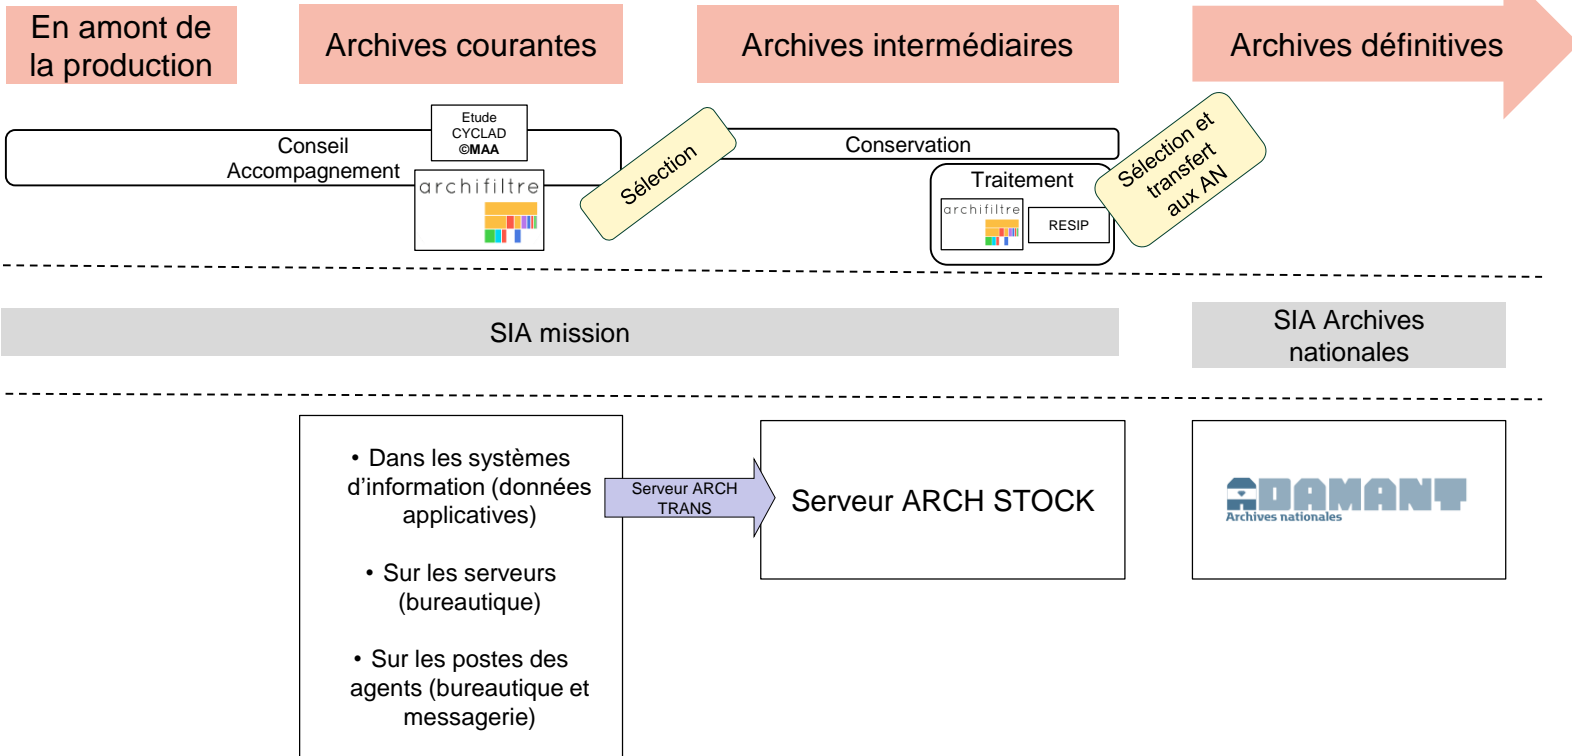 En amont de
la production
Archives courantes
Archives intermédiaires
Archives définitives
Conseil
Accompagnement
Etude
CYCLAD
©MAA
archifiltre
Sélection
Conservation
Traitement
archifiltre
RESIP
Sélection et
transfert
aux AN
SIA mission
SIA Archives
nationales
• Dans les systèmes
d'information (données
applicatives)
• Sur les serveurs
(bureautique)
• Sur les postes des
agents (bureautique et
messagerie)
Serveur ARCH
TRANS
Serveur ARCH STOCK
ADAMANT
Archives nationales